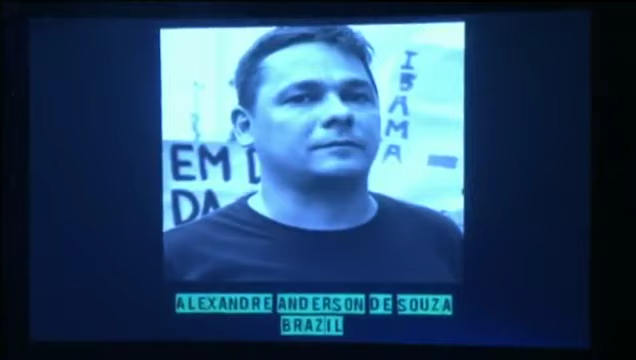 IBAMA
EM D
DA
ALEXANDRE ANDERSON DE SOUZA
BRAZIL